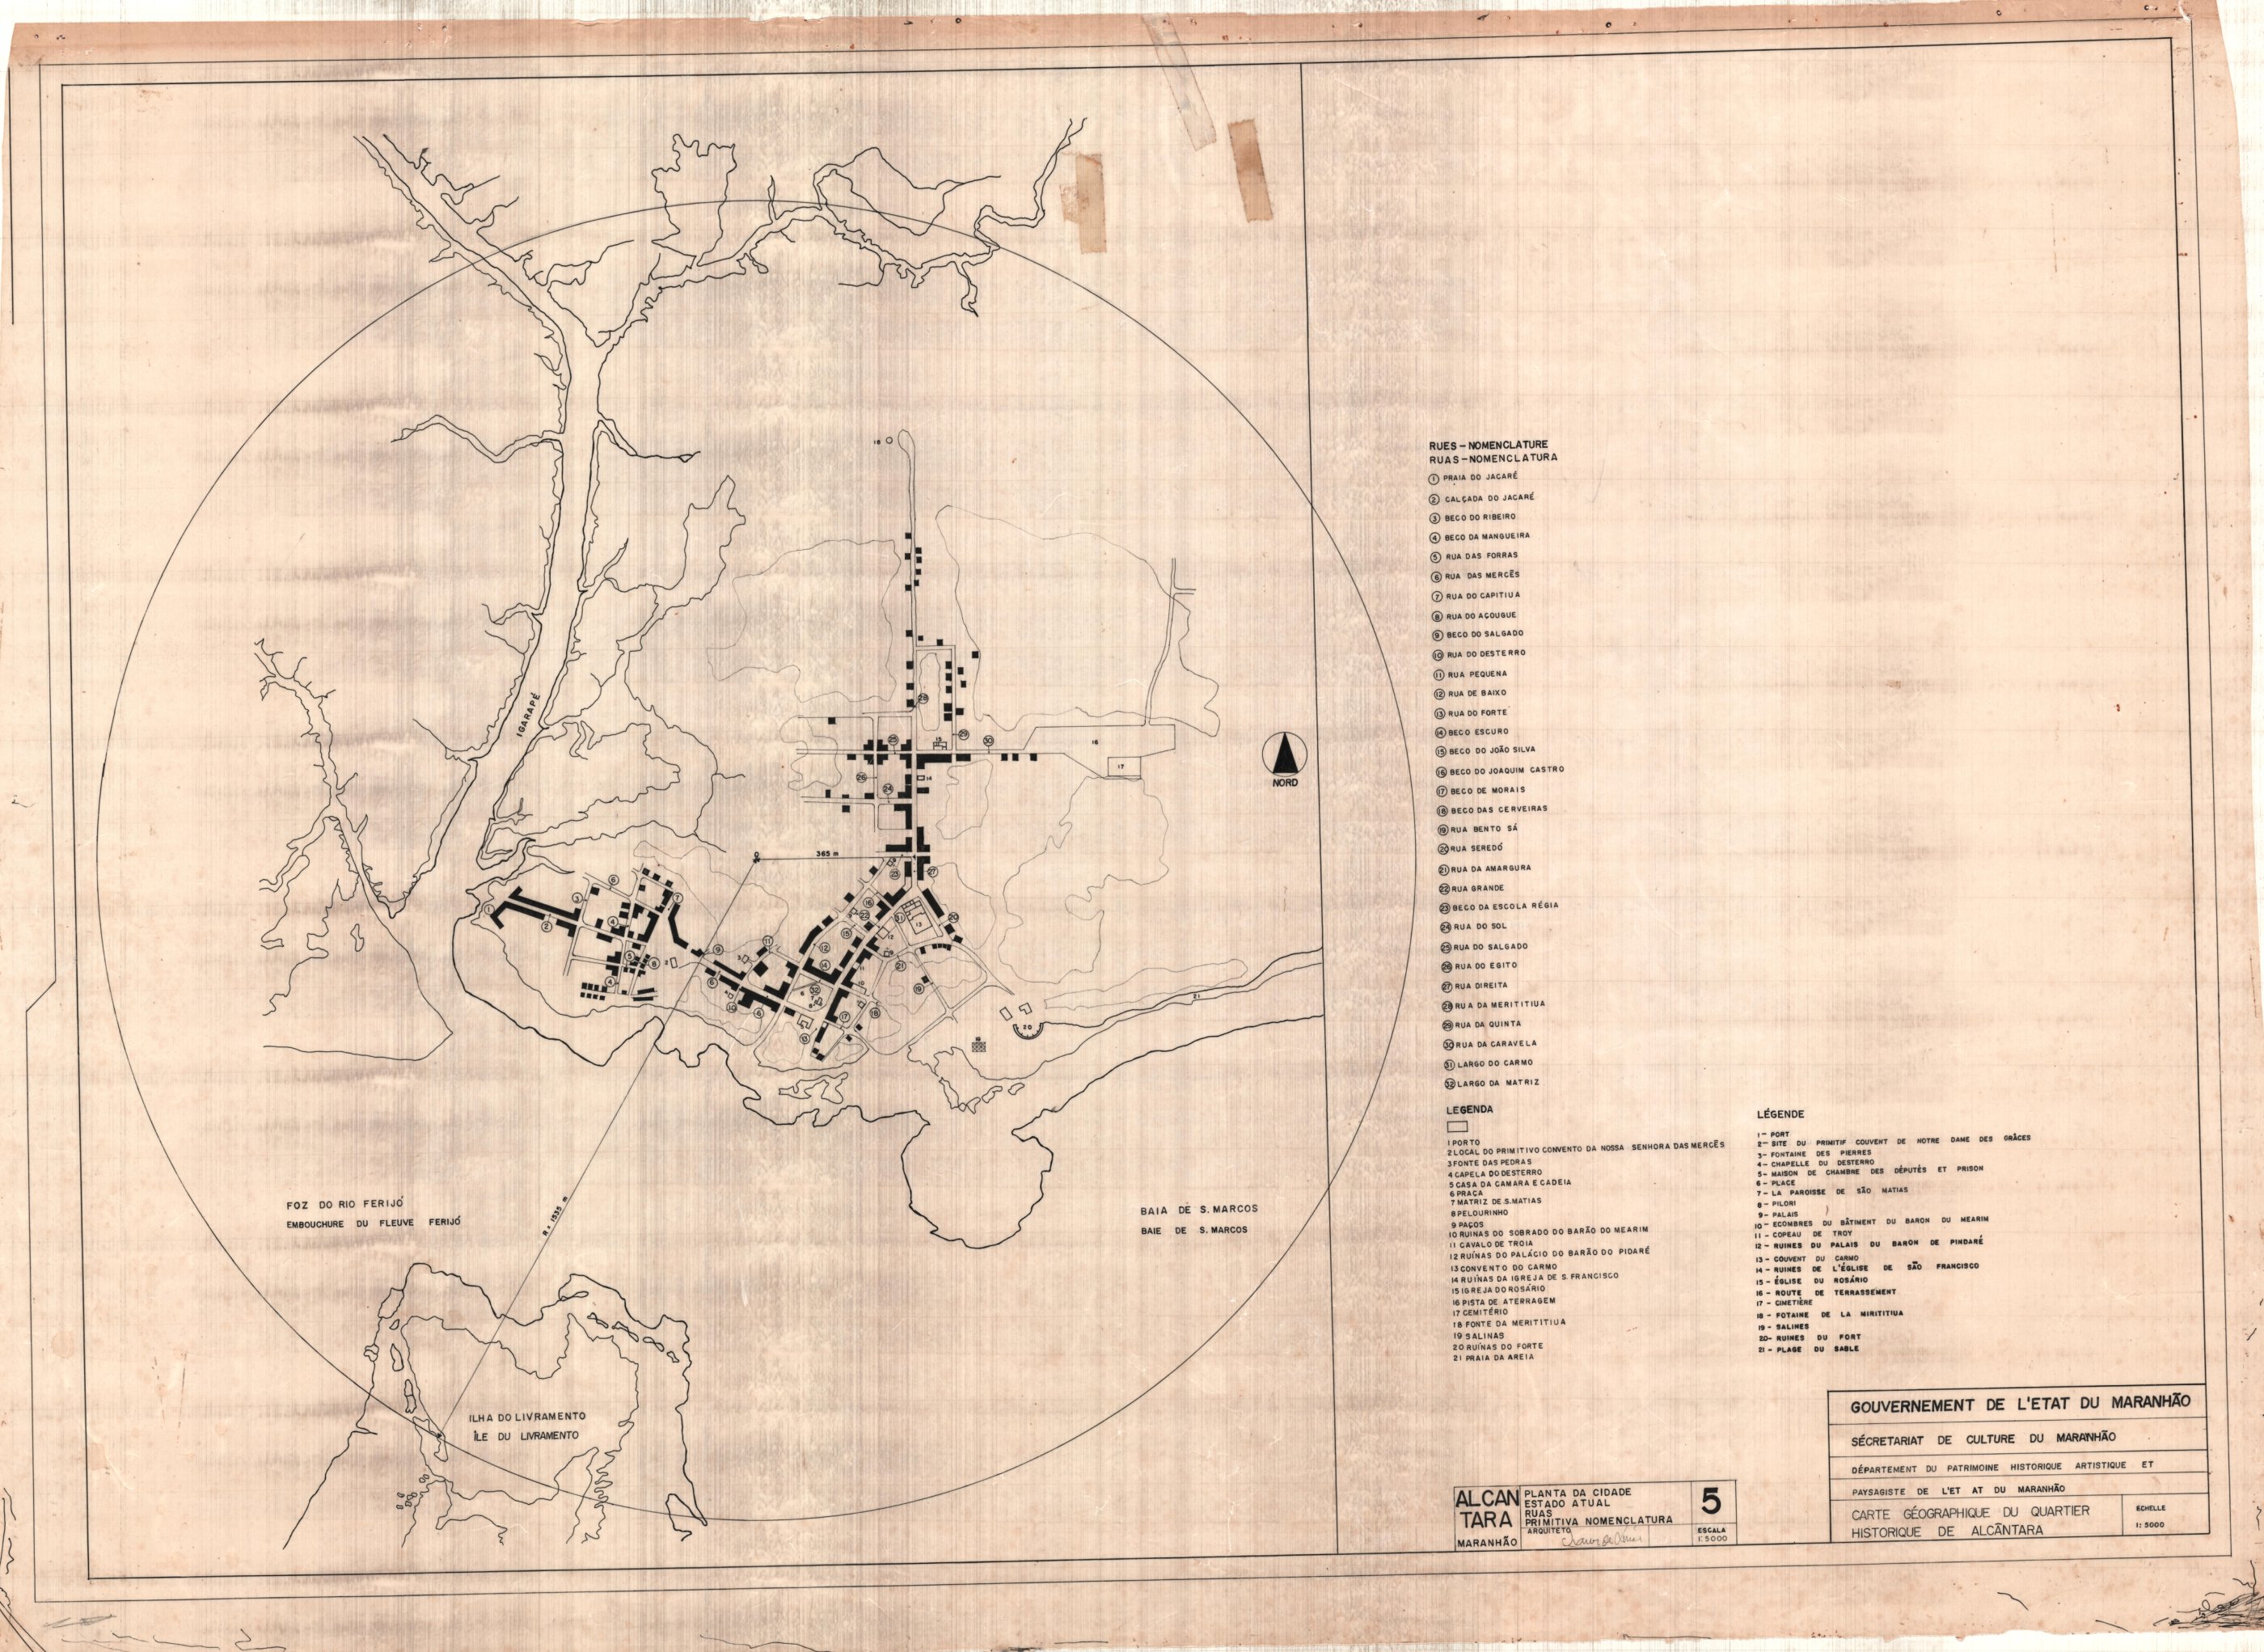 IGARAPÉ
NORD
365 m
R = 1535 m
FOZ DO RIO FERIJÓ
EMBOUCHURE DU FLEUVE FERIJÓ
BAIA DE S. MARCOS
BAIE DE S. MARCOS
ILHA DO LIVRAMENTO
ÎLE DU LIVRAMENTO
RUES – NOMENCLATURE
RUAS – NOMENCLATURA
1 PRAIA DO JACARÉ
2 CALÇADA DO JACARÉ
3 BECO DO RIBEIRO
4 BECO DA MANGUEIRA
5 RUA DAS FORRAS
6 RUA DAS MERCÊS
7 RUA DO CAPITIUA
8 RUA DO AÇOUGUE
9 BECO DO SALGADO
10 RUA DO DESTERRO
11 RUA PEQUENA
12 RUA DE BAIXO
13 RUA DO FORTE
14 BECO ESCURO
15 BECO DO JOÃO SILVA
16 BECO DO JOAQUIM CASTRO
17 BECO DE MORAIS
18 BECO DAS CERVEIRAS
19 RUA BENTO SÁ
20 RUA SEREDÓ
21 RUA DA AMARGURA
22 RUA GRANDE
23 BECO DA ESCOLA RÉGIA
24 RUA DO SOL
25 RUA DO SALGADO
26 RUA DO EGITO
27 RUA DIREITA
28 RUA DA MERITITIUA
29 RUA DA QUINTA
30 RUA DA CARAVELA
31 LARGO DO CARMO
32 LARGO DA MATRIZ
LEGENDA
1 PORTO
2 LOCAL DO PRIMITIVO CONVENTO DA NOSSA SENHORA DAS MERCÊS
3 FONTE DAS PEDRAS
4 CAPELA DO DESTERRO
5 CASA DA CAMARA E CADEIA
6 PRAÇA
7 MATRIZ DE S. MATIAS
8 PELOURINHO
9 PAÇOS
10 RUINAS DO SOBRADO DO BARÃO DO MEARIM
11 CAVALO DE TROIA
12 RUÍNAS DO PALÁCIO DO BARÃO DO PIDARÉ
13 CONVENTO DO CARMO
14 RUÍNAS DA IGREJA DE S. FRANCISCO
15 IGREJA DO ROSÁRIO
16 PISTA DE ATERRAGEM
17 CEMITÉRIO
18 FONTE DA MERITITIUA
19 SALINAS
20 RUÍNAS DO FORTE
21 PRAIA DA AREIA
LÉGENDE
1 – PORT
2 – SITE DU PRIMITIF COUVENT DE NOTRE DAME DES GRÂCES
3 – FONTAINE DES PIERRES
4 – CHAPELLE DU DESTERRO
5 – MAISON DE CHAMBRE DES DÉPUTÉS ET PRISON
6 – PLACE
7 – LA PAROISSE DE SÃO MATIAS
8 – PILORI
9 – PALAIS
10 – ECOMBRES DU BÂTIMENT DU BARON DU MEARIM
11 – COPEAU DE TROY
12 – RUINES DU PALAIS DU BARON DE PINDARÉ
13 – COUVENT DU CARMO
14 – RUINES DE L'ÉGLISE DE SÃO FRANCISCO
15 – ÉGLISE DU ROSÁRIO
16 – ROUTE DE TERRASSEMENT
17 – CIMETIÈRE
18 – FOTAINE DE LA MIRITITIUA
19 – SALINES
20 – RUINES DU FORT
21 – PLAGE DU SABLE
ALCAN
TARA
MARANHÃO
PLANTA DA CIDADE
ESTADO ATUAL
RUAS
PRIMITIVA NOMENCLATURA
ARQUITETO
5
ESCALA
1:5000
GOUVERNEMENT DE L'ETAT DU MARANHÃO
SÉCRETARIAT DE CULTURE DU MARANHÃO
DÉPARTEMENT DU PATRIMOINE HISTORIQUE ARTISTIQUE ET
PAYSAGISTE DE L'ET AT DU MARANHÃO
CARTE GÉOGRAPHIQUE DU QUARTIER
HISTORIQUE DE ALCÂNTARA
ECHELLE
1: 5000